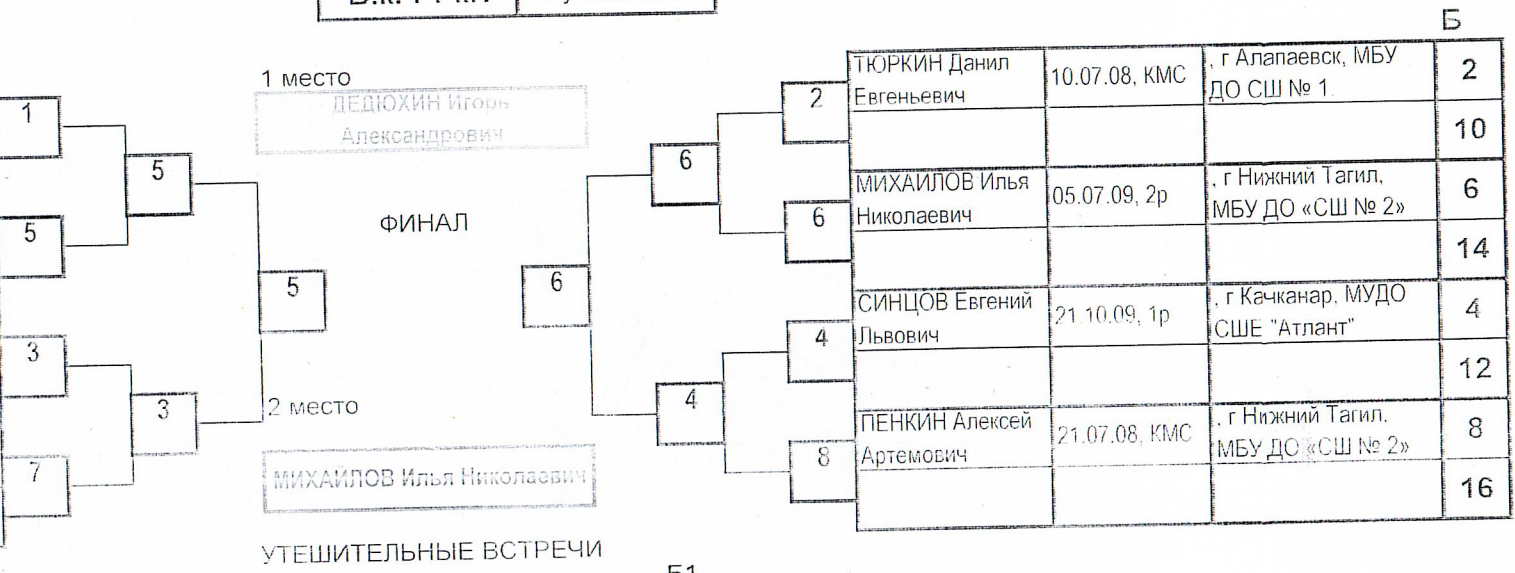 Б
1 место
ДЕДЮХИН Игорь
Александрович
ФИНАЛ
2 место
МИХАЙЛОВ Илья Николаевич
УТЕШИТЕЛЬНЫЕ ВСТРЕЧИ
1
5
5
3
3
7
5
6
6
4
2
6
4
8
ТЮРКИН Данил
Евгеньевич
10.07.08, КМС
, г Алапаевск, МБУ
ДО СШ № 1
2
10
МИХАЙЛОВ Илья
Николаевич
05.07.09, 2р
, г Нижний Тагил,
МБУ ДО «СШ № 2»
6
14
СИНЦОВ Евгений
Львович
21.10.09, 1р
, г Качканар, МУДО
СШЕ "Атлант"
4
12
ПЕНКИН Алексей
Артемович
21.07.08, КМС
, г Нижний Тагил,
МБУ ДО «СШ № 2»
8
16